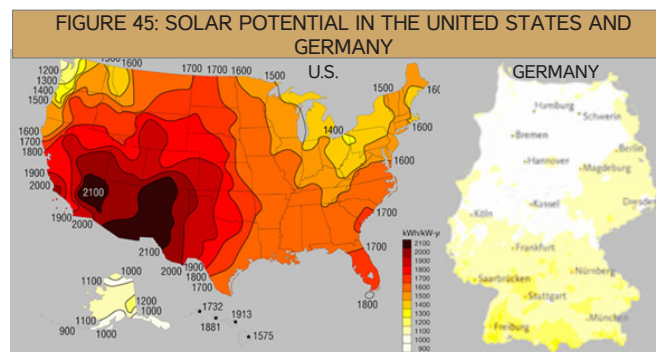 FIGURE 45: SOLAR POTENTIAL IN THE UNITED STATES AND
GERMANY
U.S.
GERMANY
1200
1300
1400
1500
1500
1600
1700
1700
1600
1500
1500
1400
1600
1600
1600
1700
1800
1900
2000
2100
1900
2000
2100
2000
1900
1800
1700
1700
1700
1800
1000
1100
1200
1000
1100
1000
900
1000
1732
1881
1913
1575
kWh/kW-yr
2100
2000
1900
1800
1700
1600
1500
1400
1300
1200
1100
1000
900
Hamburg
Schwerin
Bremen
Berlin
Hannover
Magdeburg
Kassel
Dresden
Köln
Frankfurt
Saarbrücken
Nürnberg
Stuttgart
München
Freiburg